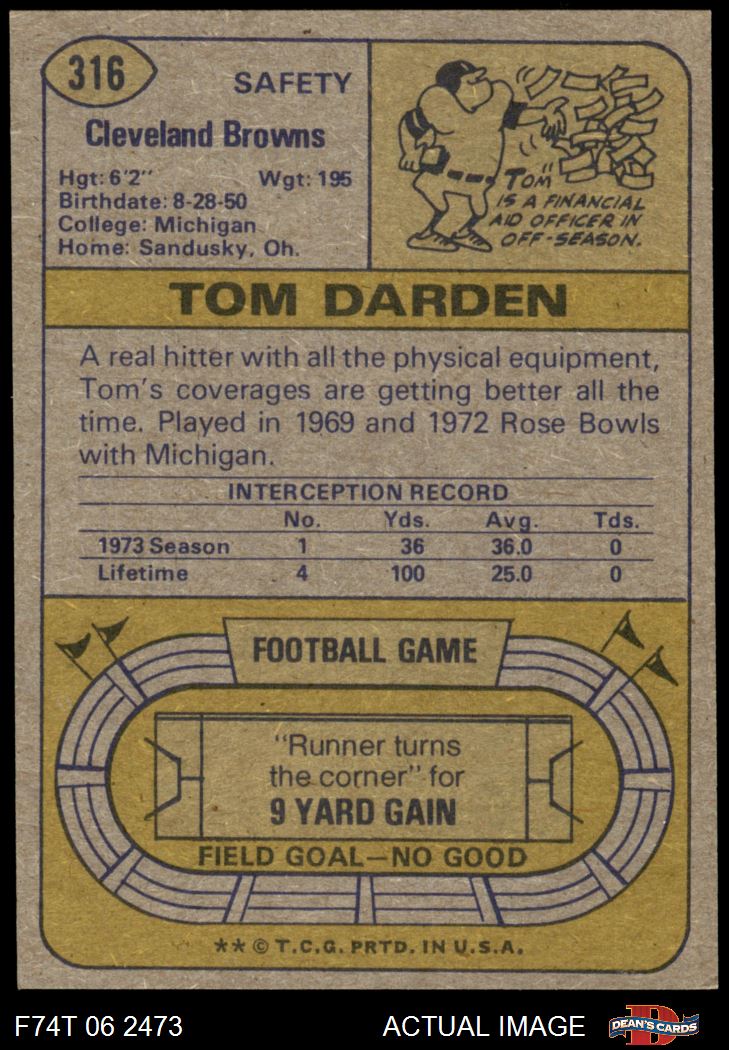 316
SAFETY
Cleveland Browns
Hgt: 6'2" Wgt: 195
Birthdate: 8-28-50
College: Michigan
Home: Sandusky, Oh.
TOM
IS A FINANCIAL
AID OFFICER IN
OFF-SEASON.
TOM DARDEN
A real hitter with all the physical equipment,
Tom's coverages are getting better all the
time. Played in 1969 and 1972 Rose Bowls
with Michigan.
INTERCEPTION RECORD
No. Yds. Avg. Tds.
1973 Season 1 36 36.0 0
Lifetime 4 100 25.0 0
FOOTBALL GAME
"Runner turns
the corner" for
9 YARD GAIN
FIELD GOAL—NO GOOD
** © T.C.G. PRTD. IN U.S.A.
F74T 06 2473 ACTUAL IMAGE DEAN'S CARDS